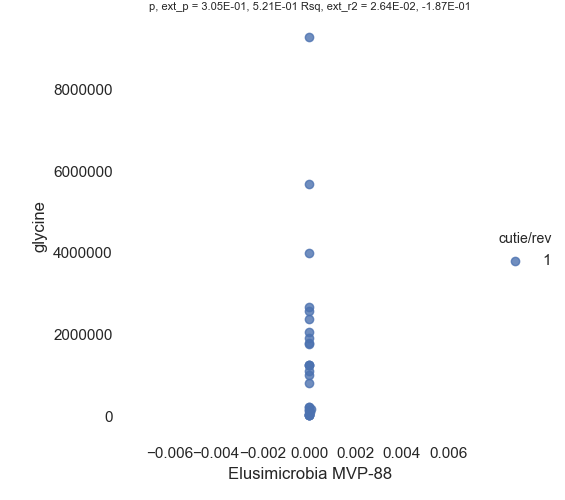 p, ext_p = 3.05E-01, 5.21E-01 Rsq, ext_r2 = 2.64E-02, -1.87E-01
8000000
6000000
4000000
2000000
0
glycine
cutie/rev
1
−0.006 −0.004 −0.002 0.000 0.002 0.004 0.006
Elusimicrobia MVP-88